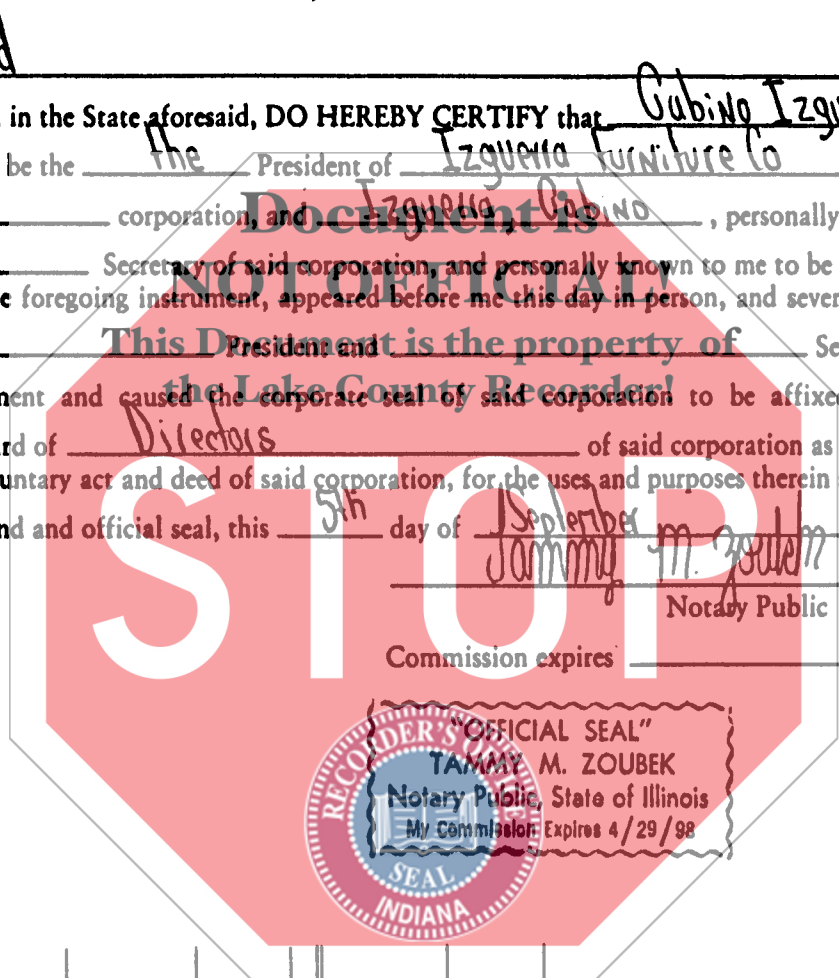 in the State aforesaid, DO HEREBY CERTIFY that Gabino Izgu
be the the President of Izguerra Furniture Co
corporation, and Izguerra, Gabino , personally
Document is
Secretary of said corporation, and personally known to me to be
NOT OFFICIAL!
e foregoing instrument, appeared before me this day in person, and sever
This Document is the property of
President and Se
the Lake County Recorder!
ment and caused the corporate seal of said corporation to be affixe
rd of Directors of said corporation as
untary act and deed of said corporation, for the uses and purposes therein
nd and official seal, this 5th day of September
STOP
Tammy M. Zoubek
Notary Public
Commission expires
"OFFICIAL SEAL"
TAMMY M. ZOUBEK
Notary Public, State of Illinois
My Commission Expires 4/29/98
RECORDER'S OFFICE
SEAL
INDIANA